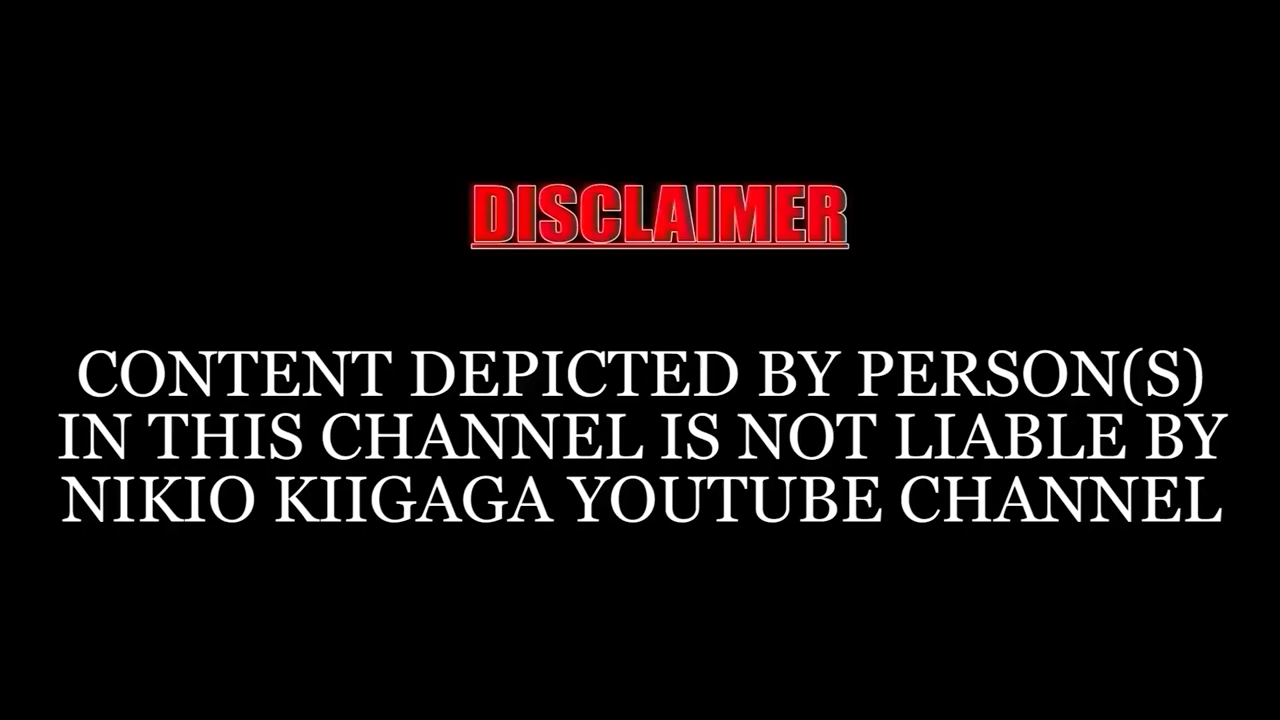 DISCLAIMER
CONTENT DEPICTED BY PERSON(S)
IN THIS CHANNEL IS NOT LIABLE BY
NIKIO KIIGAGA YOUTUBE CHANNEL